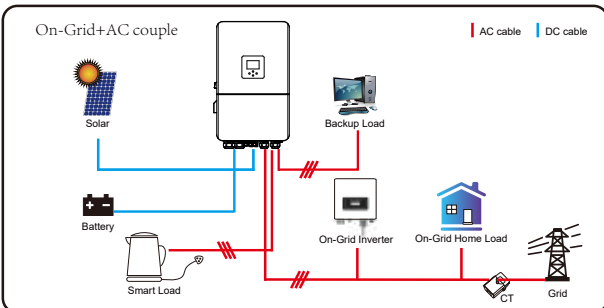 On-Grid+AC couple
AC cable
DC cable
Solar
Backup Load
Battery
On-Grid Inverter
On-Grid Home Load
Smart Load
CT
Grid